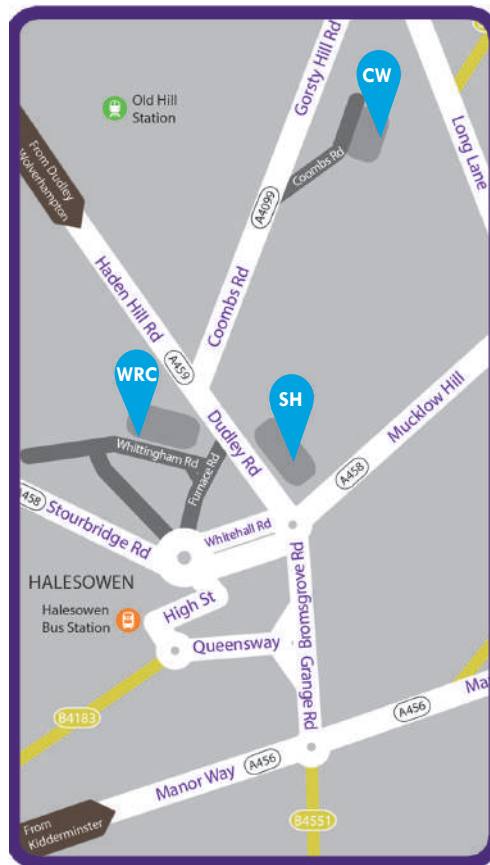 CW
Gorsty Hill Rd
Old Hill
Station
Long Lane
From Dudley
Wolverhampton
Coombs Rd
A4099
Haden Hill Rd
Coombs Rd
A459
WRC
SH
Mucklow Hill
Dudley Rd
Whittingham Rd
Furnace Rd
A458
A458
Stourbridge Rd
Whitehall Rd
HALESOWEN
Bromsgrove Rd
High St
Halesowen
Bus Station
Queensway
Grange Rd
Ma
B4183
A456
A456
Manor Way
From
Kidderminster
B4551